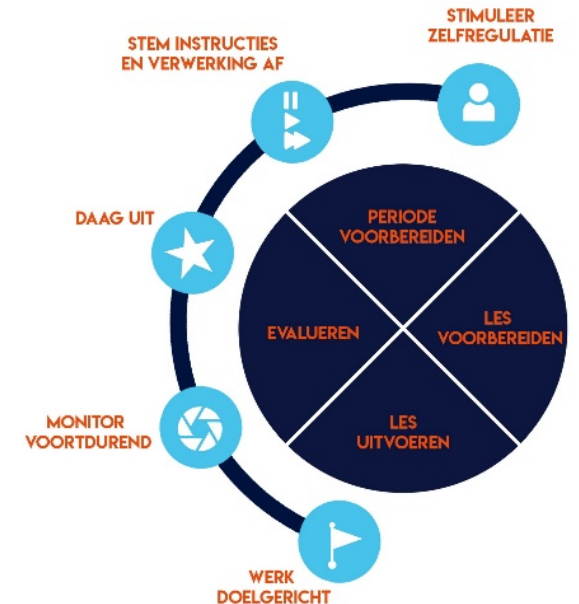 STIMULEER
ZELFREGULATIE
STEM INSTRUCTIES
EN VERWERKING AF
DAAG UIT
MONITOR
VOORTDUREND
WERK
DOELGERICHT
PERIODE
VOORBEREIDEN
LES
VOORBEREIDEN
LES
UITVOEREN
EVALUEREN